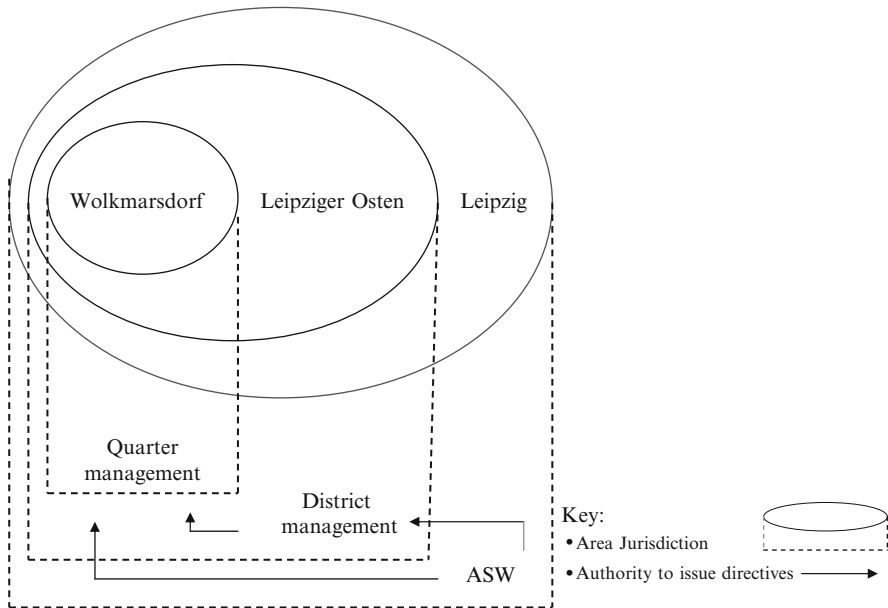 Wolkmarsdorf
Leipziger Osten
Leipzig
Quarter
management
District
management
ASW
Key:
• Area Jurisdiction
• Authority to issue directives